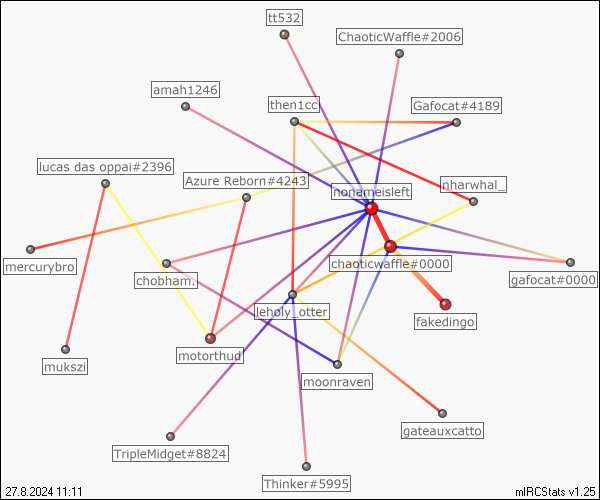 tt532
ChaoticWaffle#2006
amah1246
then1cc
Gafocat#4189
lucas das oppai#2396
Azure Reborn#4243
nonameisleft
nharwhal_
mercurybro
chobham.
chaoticwaffle#0000
gafocat#0000
leholy_otter
fakedingo
motorthud
mukszi
moonraven
gateauxcatto
TripleMidget#8824
Thinker#5995
27.8.2024 11:11
mIRCStats v1.25